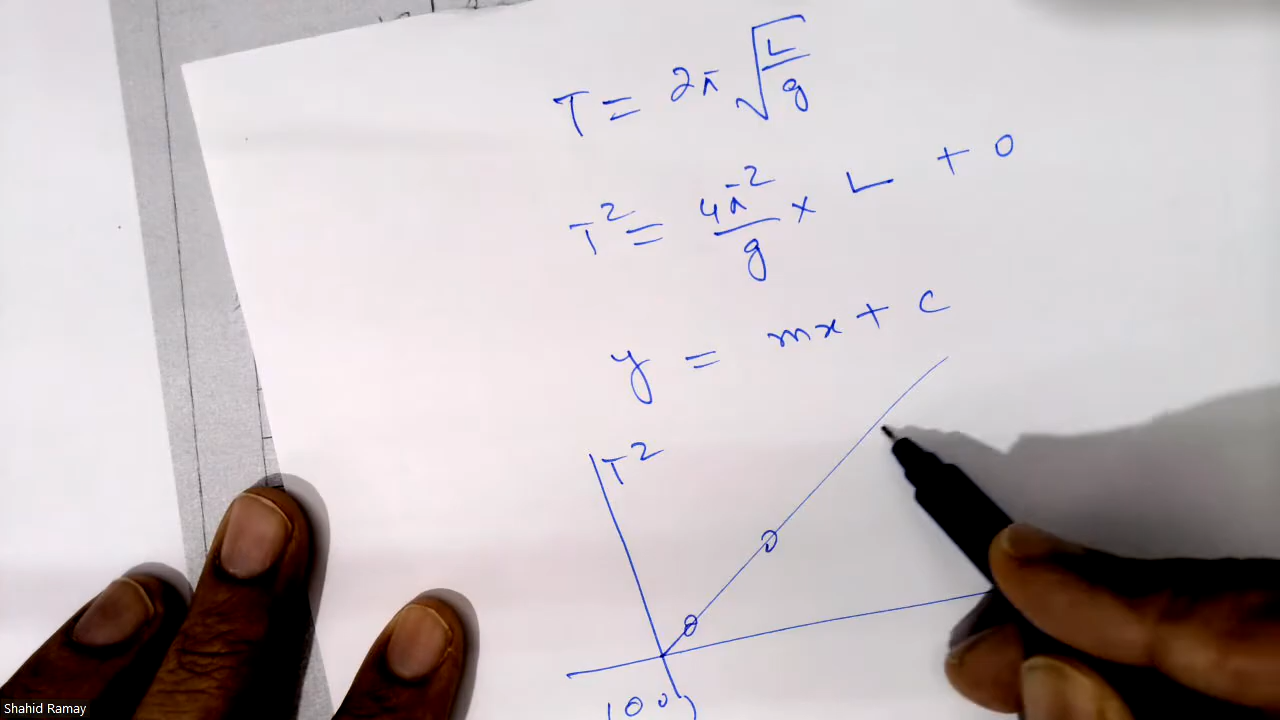 T = 2π √(L/g)
T² = 4π²/g × L + 0
y = mx + c
T²
(0 0)
Shahid Ramay